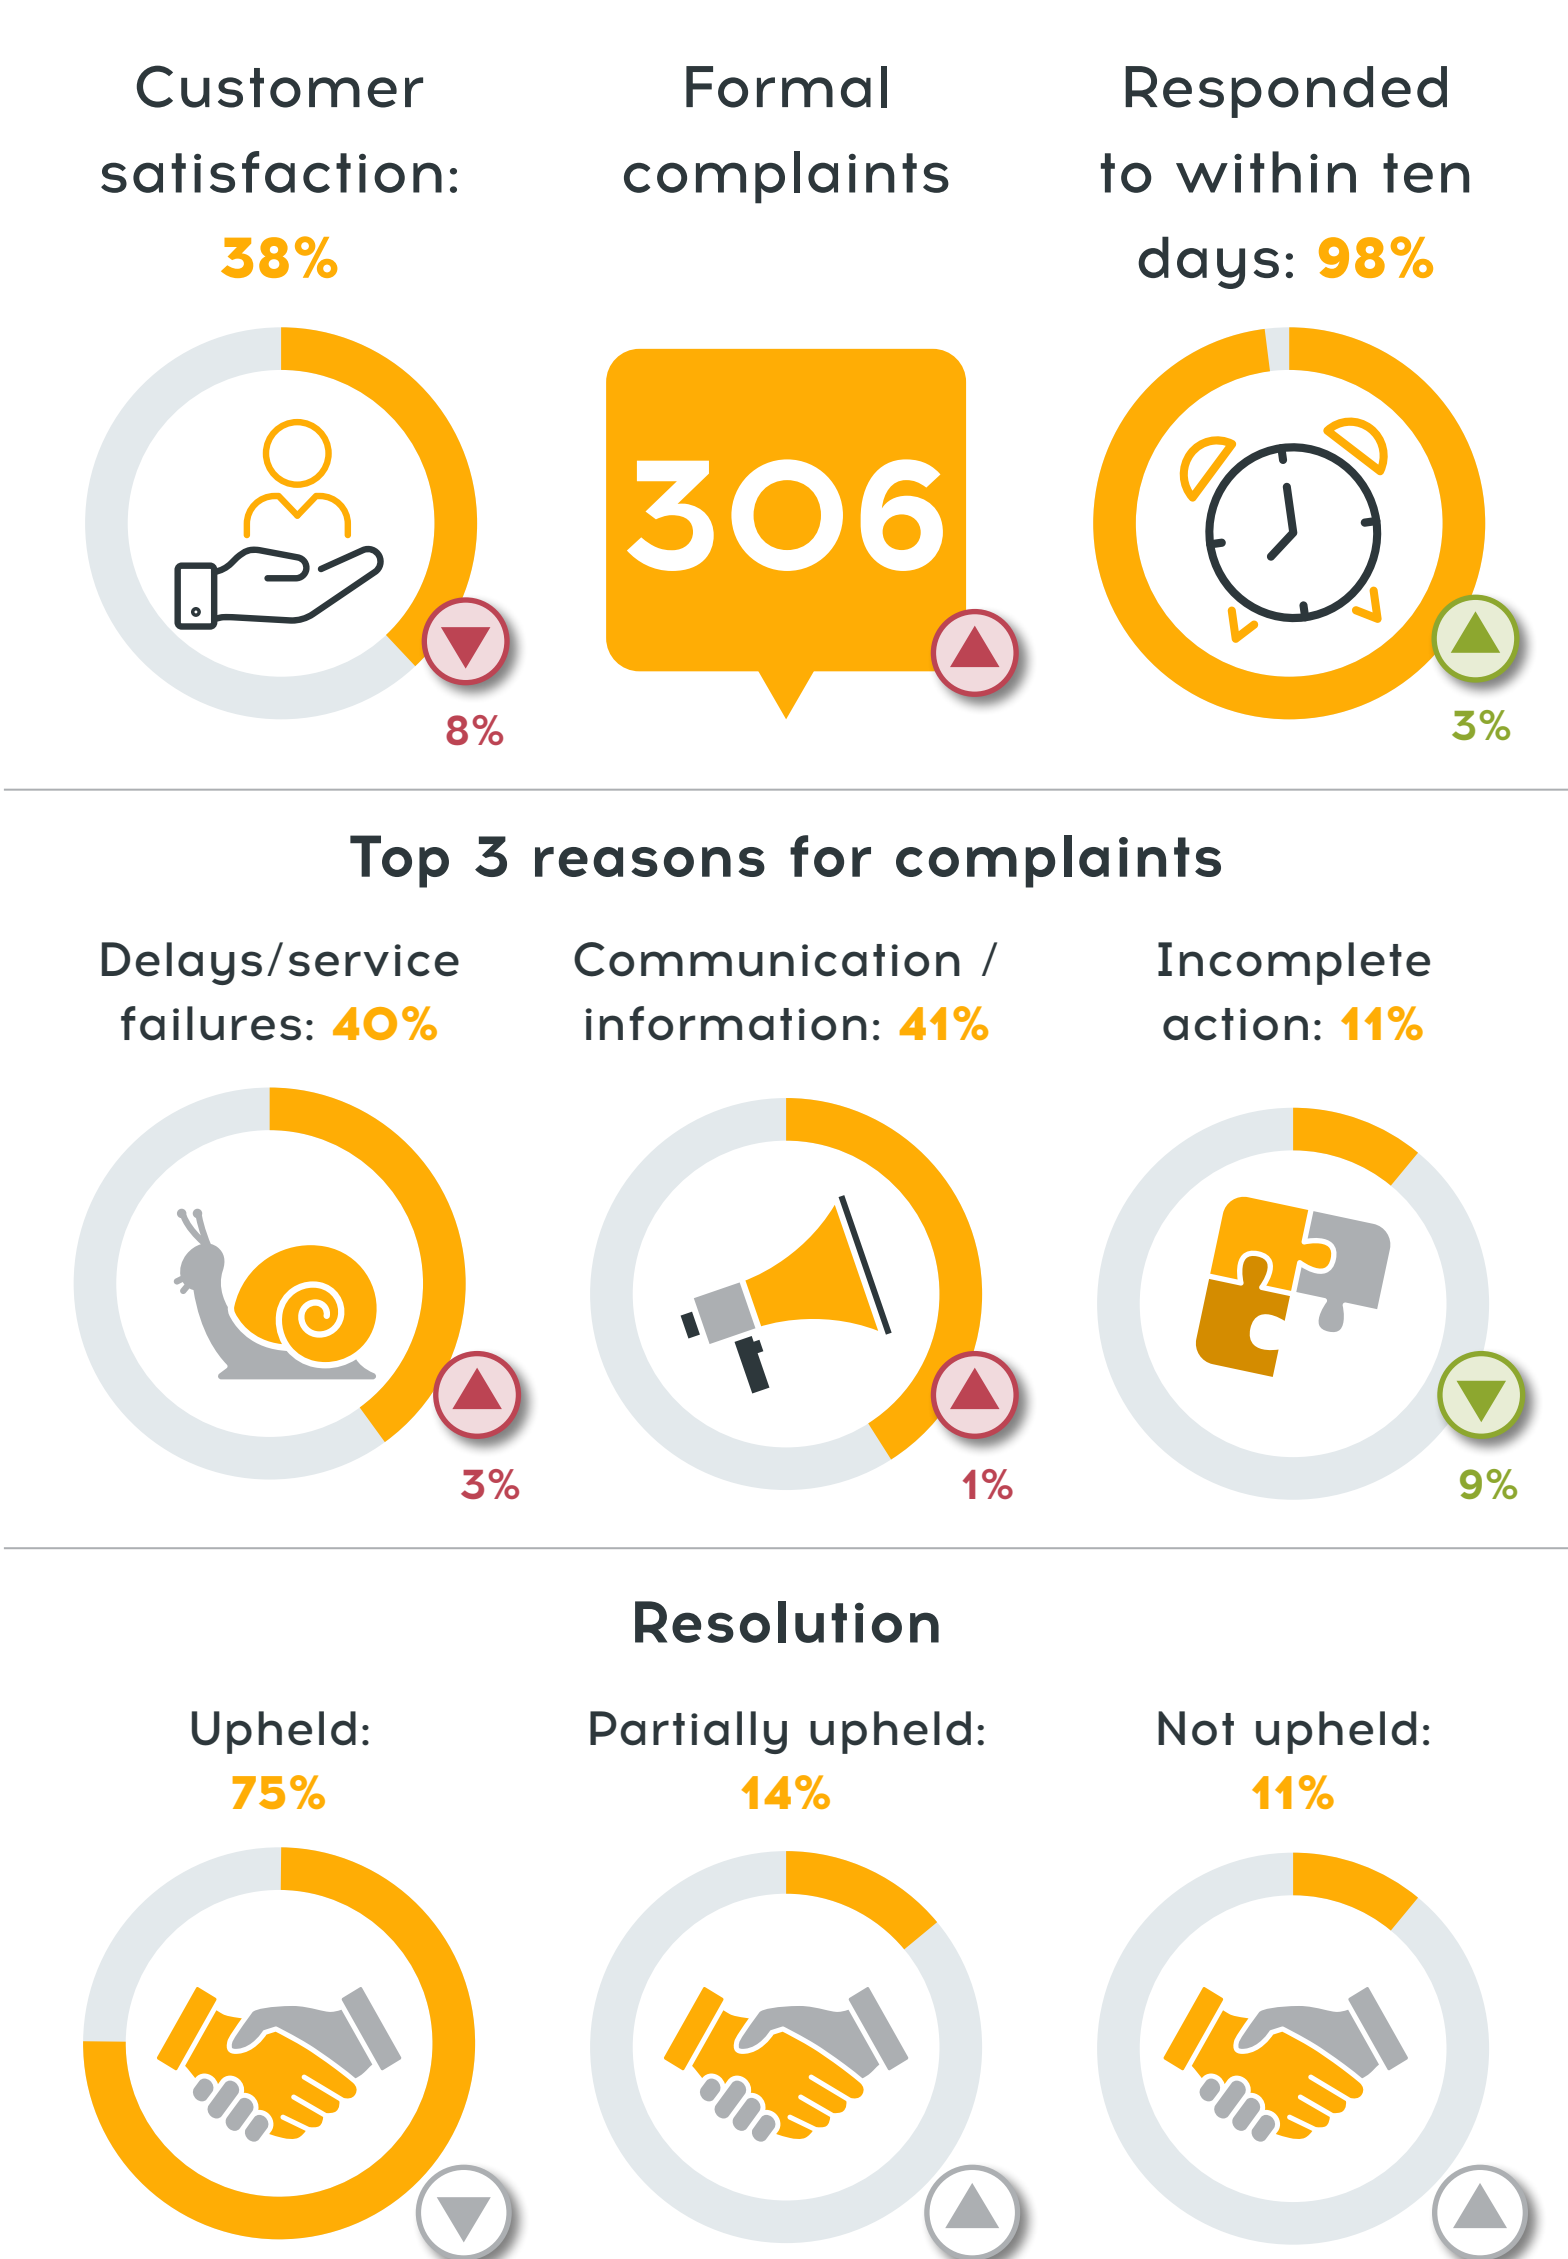 Customer
satisfaction:
38%
Formal
complaints
Responded
to within ten
days: 98%
306
8%
3%
Top 3 reasons for complaints
Delays/service
failures: 40%
Communication /
information: 41%
Incomplete
action: 11%
3%
1%
9%
Resolution
Upheld:
75%
Partially upheld:
14%
Not upheld:
11%